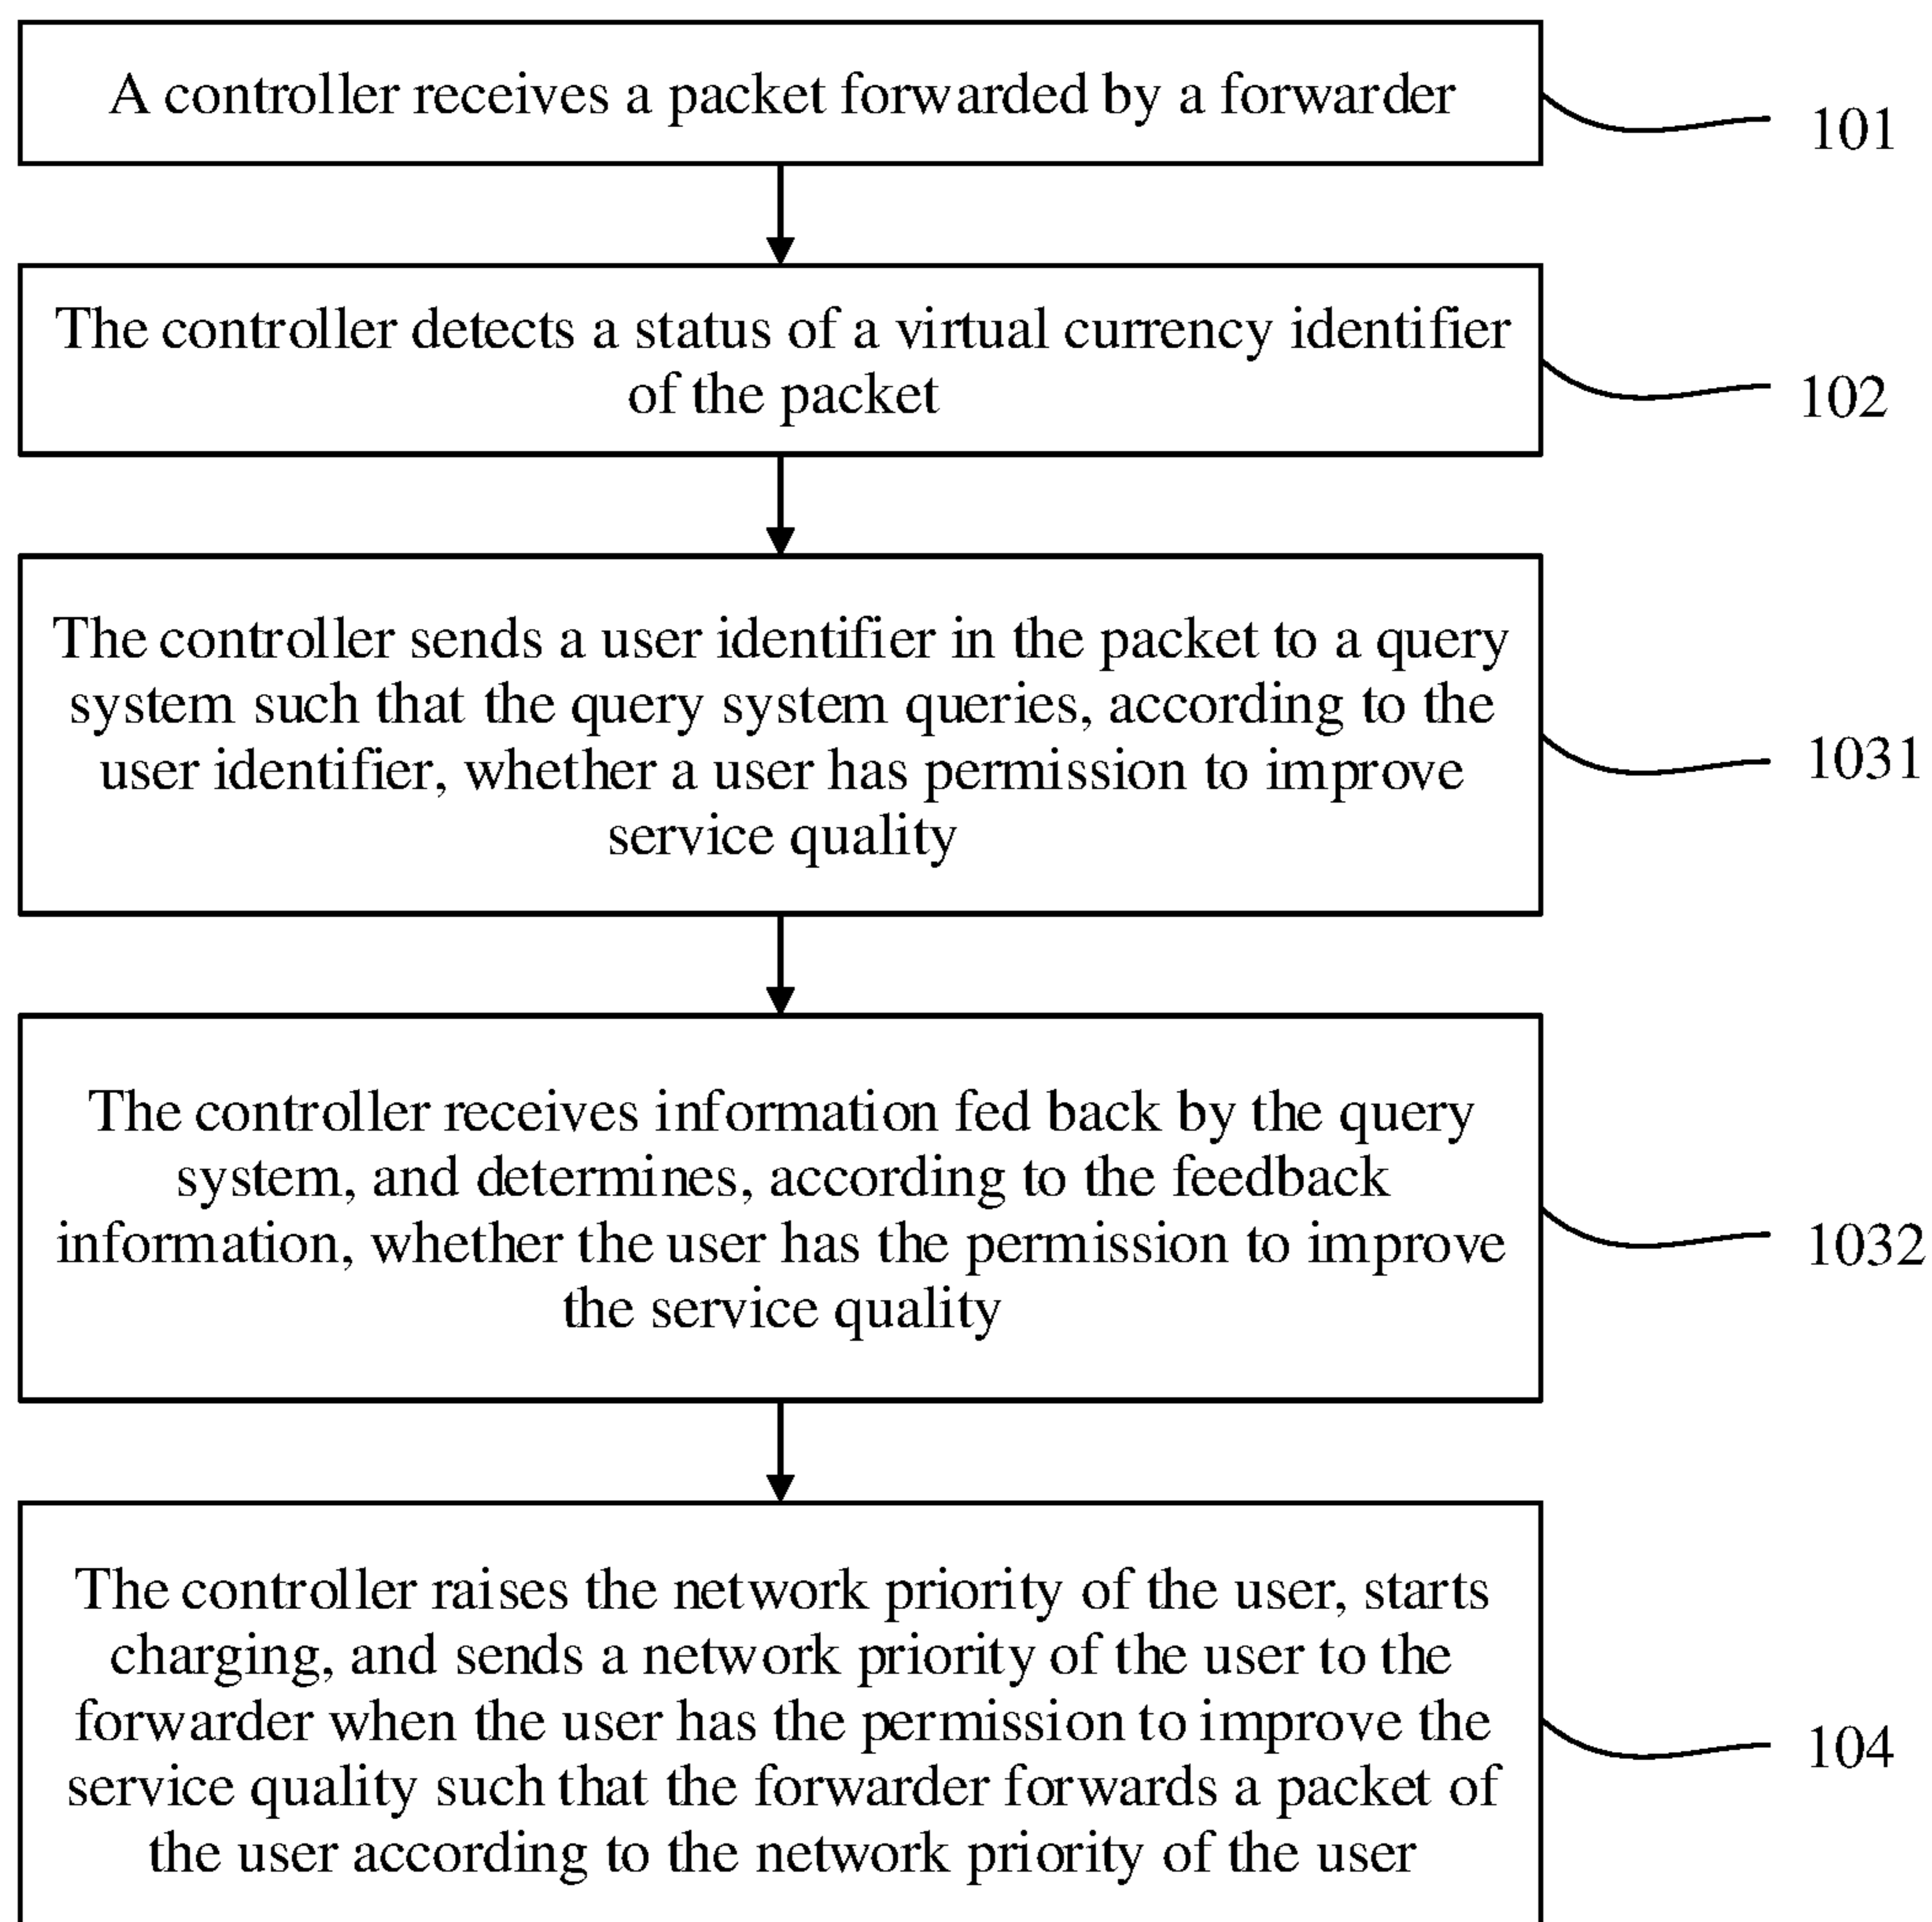 A controller receives a packet forwarded by a forwarder
101
The controller detects a status of a virtual currency identifier
of the packet
102
The controller sends a user identifier in the packet to a query
system such that the query system queries, according to the
user identifier, whether a user has permission to improve
service quality
1031
The controller receives information fed back by the query
system, and determines, according to the feedback
information, whether the user has the permission to improve
the service quality
1032
The controller raises the network priority of the user, starts
charging, and sends a network priority of the user to the
forwarder when the user has the permission to improve the
service quality such that the forwarder forwards a packet of
the user according to the network priority of the user
104